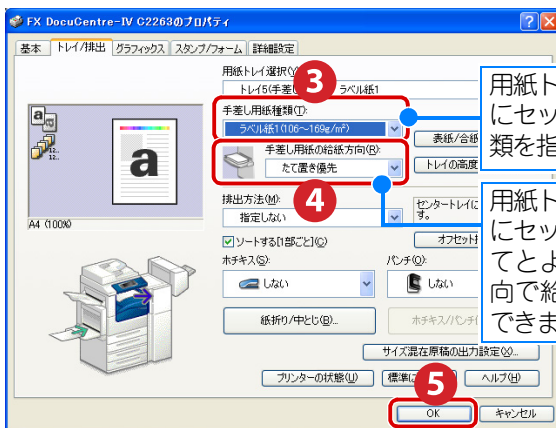 FX DocuCentre-IV C2263のプロパティ
基本 トレイ/排出 グラフィックス スタンプ/フォーム 詳細設定
用紙トレイ選択(Y):
トレイ5(手差し ラベル紙1
3
手差し用紙種類(T):
ラベル紙1(106～169g/㎡)
表紙/合紙
手差し用紙の給紙方向(R):
たて置き優先
トレイの高度
4
A4 (100%)
排出方法(M):
指定しない
センタートレイに
す。
ソートする[1部ごと](C)
オフセット
ホチキス(S):
しない
パンチ(O):
しない
紙折り/中とじ(B)...
ホチキス/パンチ
サイズ混在原稿の出力設定(X)...
プリンターの状態(U)
標準に
ヘルプ(H)
5
OK
キャンセル
用紙ト
にセッ
類を指
用紙ト
にセッ
てとよ
向で給
できま